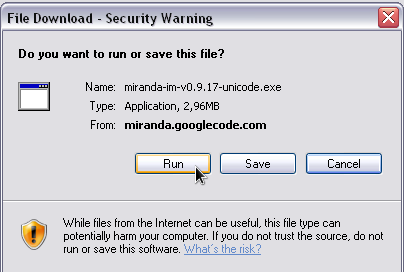 File Download - Security Warning
Do you want to run or save this file?
Name: miranda-im-v0.9.17-unicode.exe
Type: Application, 2,96MB
From: miranda.googlecode.com
Run Save Cancel
While files from the Internet can be useful, this file type can
potentially harm your computer. If you do not trust the source, do not
run or save this software. What's the risk?